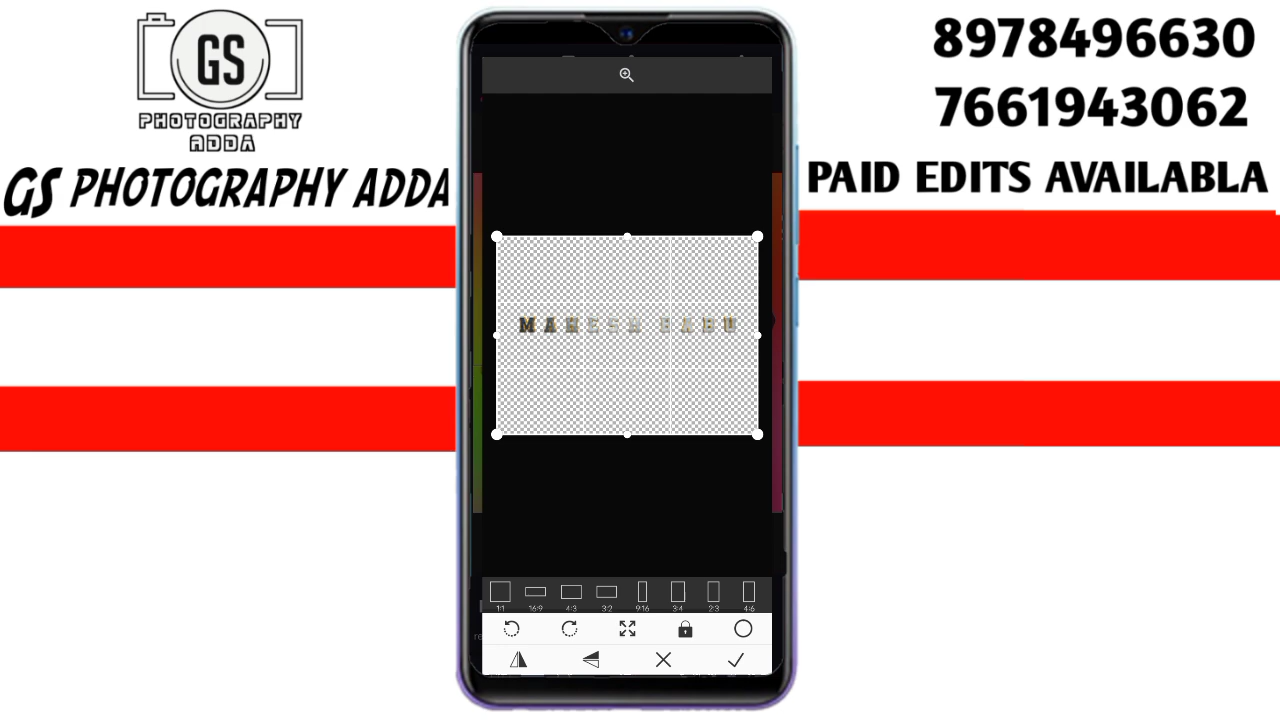 GS
PHOTOGRAPHY
ADDA
GS PHOTOGRAPHY ADDA
8978496630
7661943062
PAID EDITS AVAILABLA
MAHESH BABU
1:1 16:9 4:3 3:2 9:16 3:4 2:3 4:6